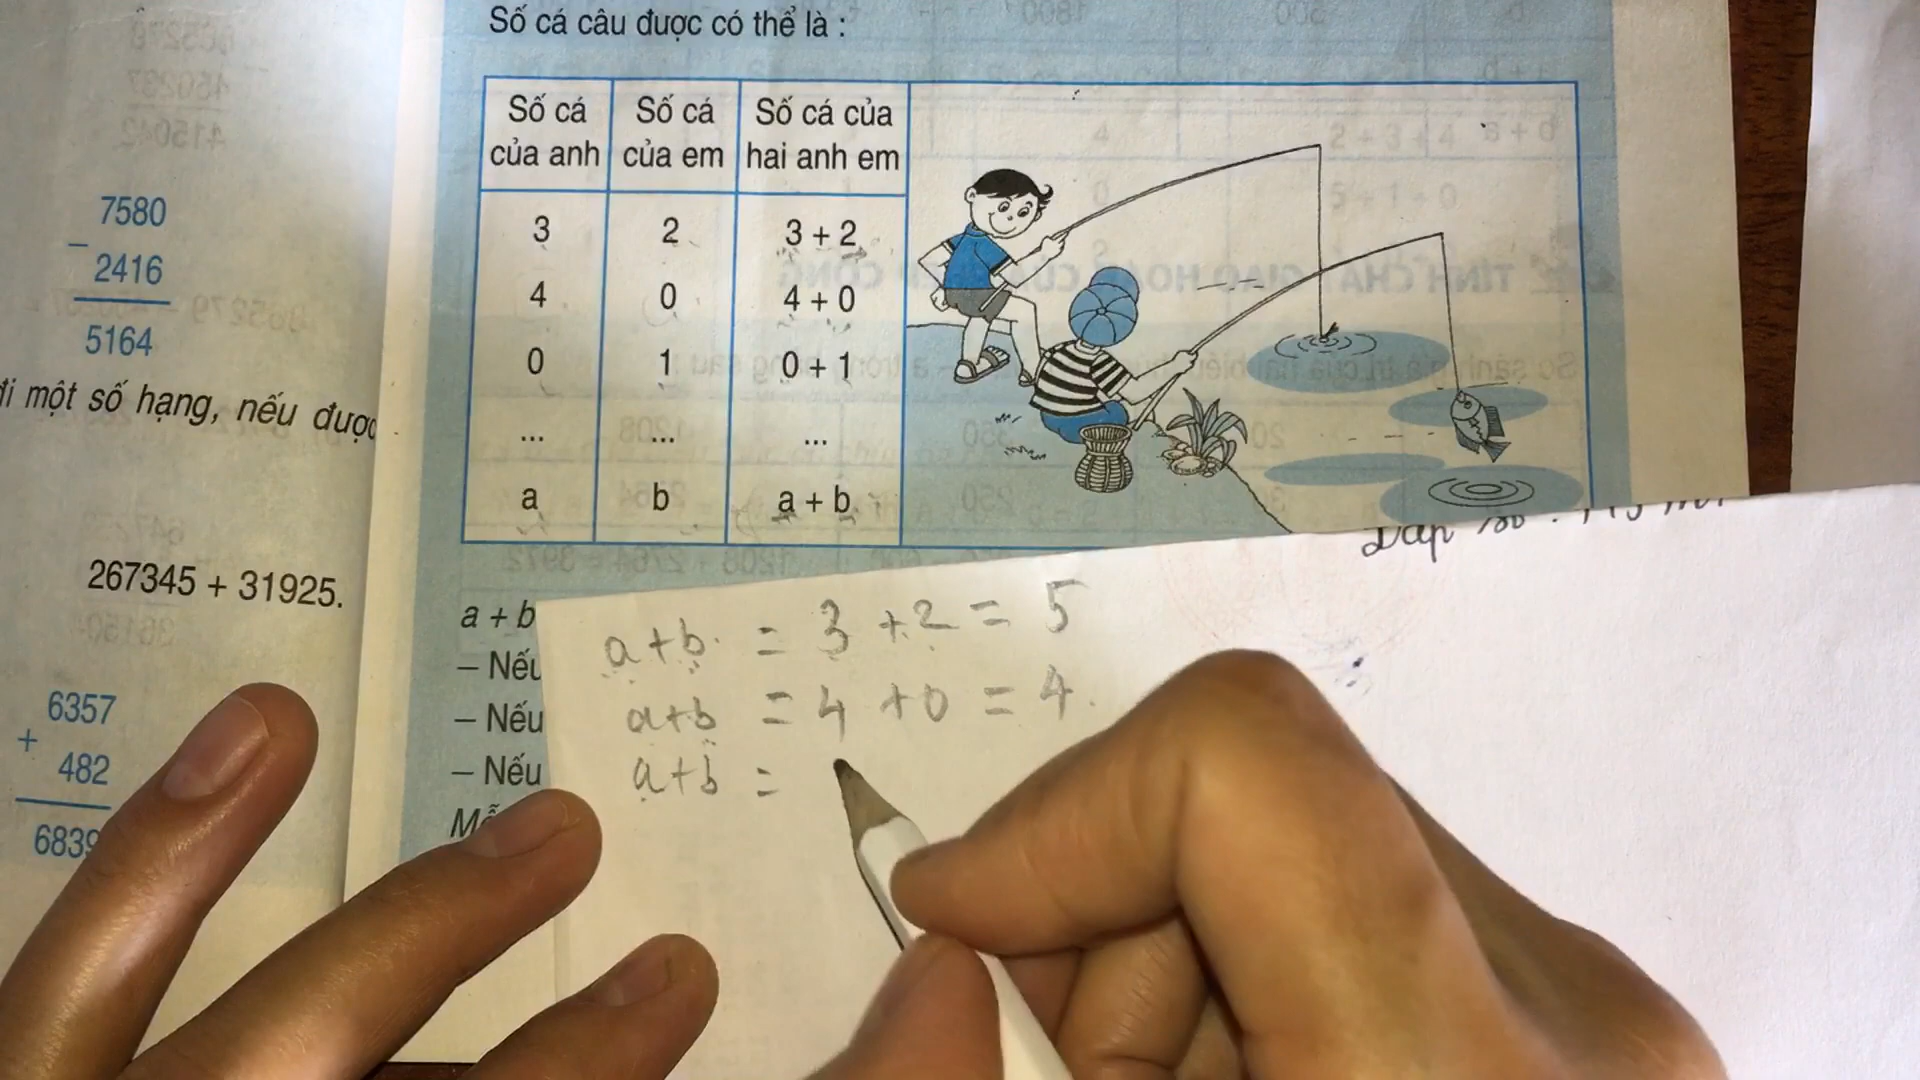 7580
−
2416
5164
đi một số hạng, nếu được
267345 + 31925.
6357
+
482
6839
Số cá câu được có thể là :
Số cá của anh
Số cá của em
Số cá của hai anh em
3 2 3 + 2
4 0 4 + 0
0 1 0 + 1
... ... ...
a b a + b
a + b
– Nếu
– Nếu
– Nếu
a+b = 3 + 2 = 5
a+b = 4 + 0 = 4
a+b =